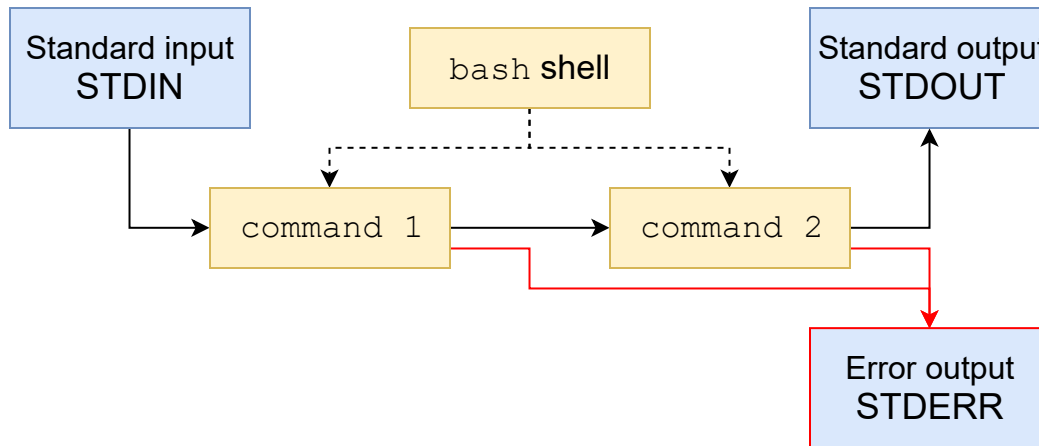 Standard input
STDIN
bash shell
Standard output
STDOUT
command 1
command 2
Error output
STDERR